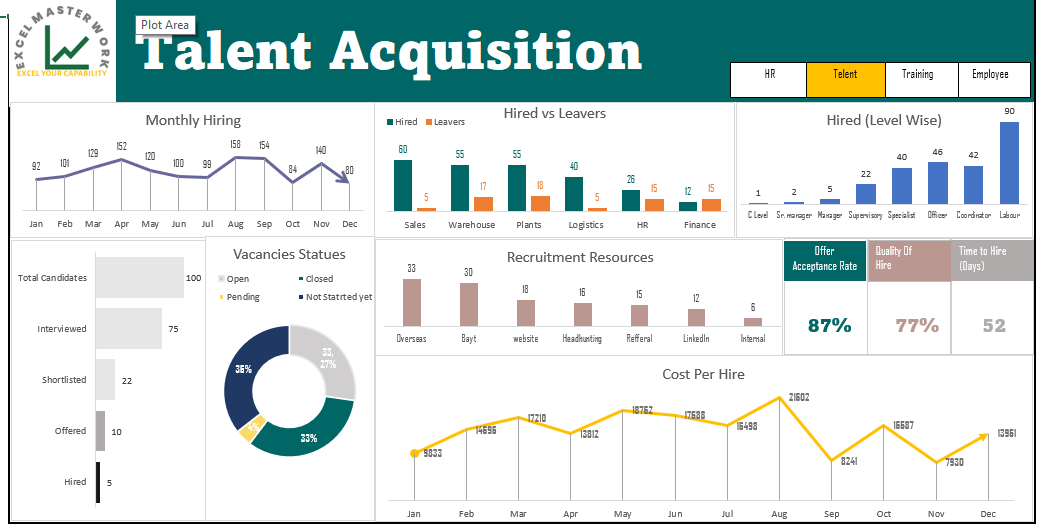 EXCELMASTERWORK
EXCEL YOUR CAPABILITY
Plot Area
Talent Acquisition
HR
Telent
Training
Employee
Monthly Hiring
92 101 129 152 120 100 99 158 154 84 140 80
Jan Feb Mar Apr May Jun Jul Aug Sep Oct Nov Dec
Hired vs Leavers
Hired Leavers
60 5 55 17 55 18 40 5 26 15 12 15
Sales Warehouse Plants Logistics HR Finance
Hired (Level Wise)
1 2 5 22 40 46 42 90
C Level Sr. manager Manager Supervisory Specialist Officer Coordinator Labour
Total Candidates 100
Interviewed 75
Shortlisted 22
Offered 10
Hired 5
Vacancies Statues
Open Closed
Pending Not Statrted yet
33,
27%
33%
36%
Recruitment Resources
33 30 18 16 15 12 6
Overseas Bayt website Headhunting Refferal LinkedIn Internal
Offer
Acceptance Rate
87%
Quality Of
Hire
77%
Time to Hire
(Days)
52
Cost Per Hire
9833 14696 17210 13812 18762 17688 15498 21602 8241 15587 7930 13961
Jan Feb Mar Apr May Jun Jul Aug Sep Oct Nov Dec